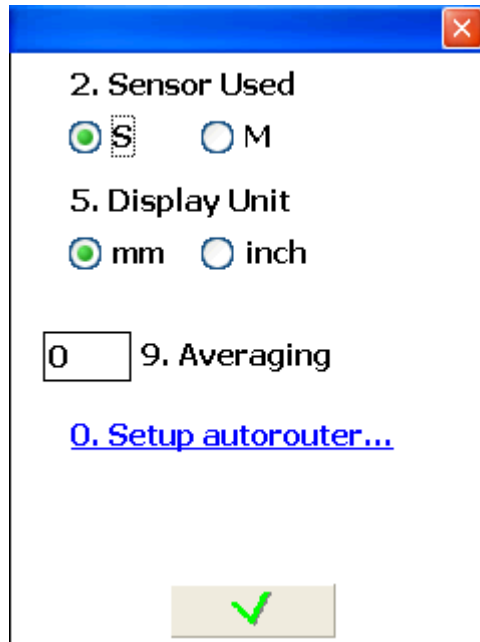 2. Sensor Used
S M
5. Display Unit
mm inch
0 9. Averaging
0. Setup autorouter...